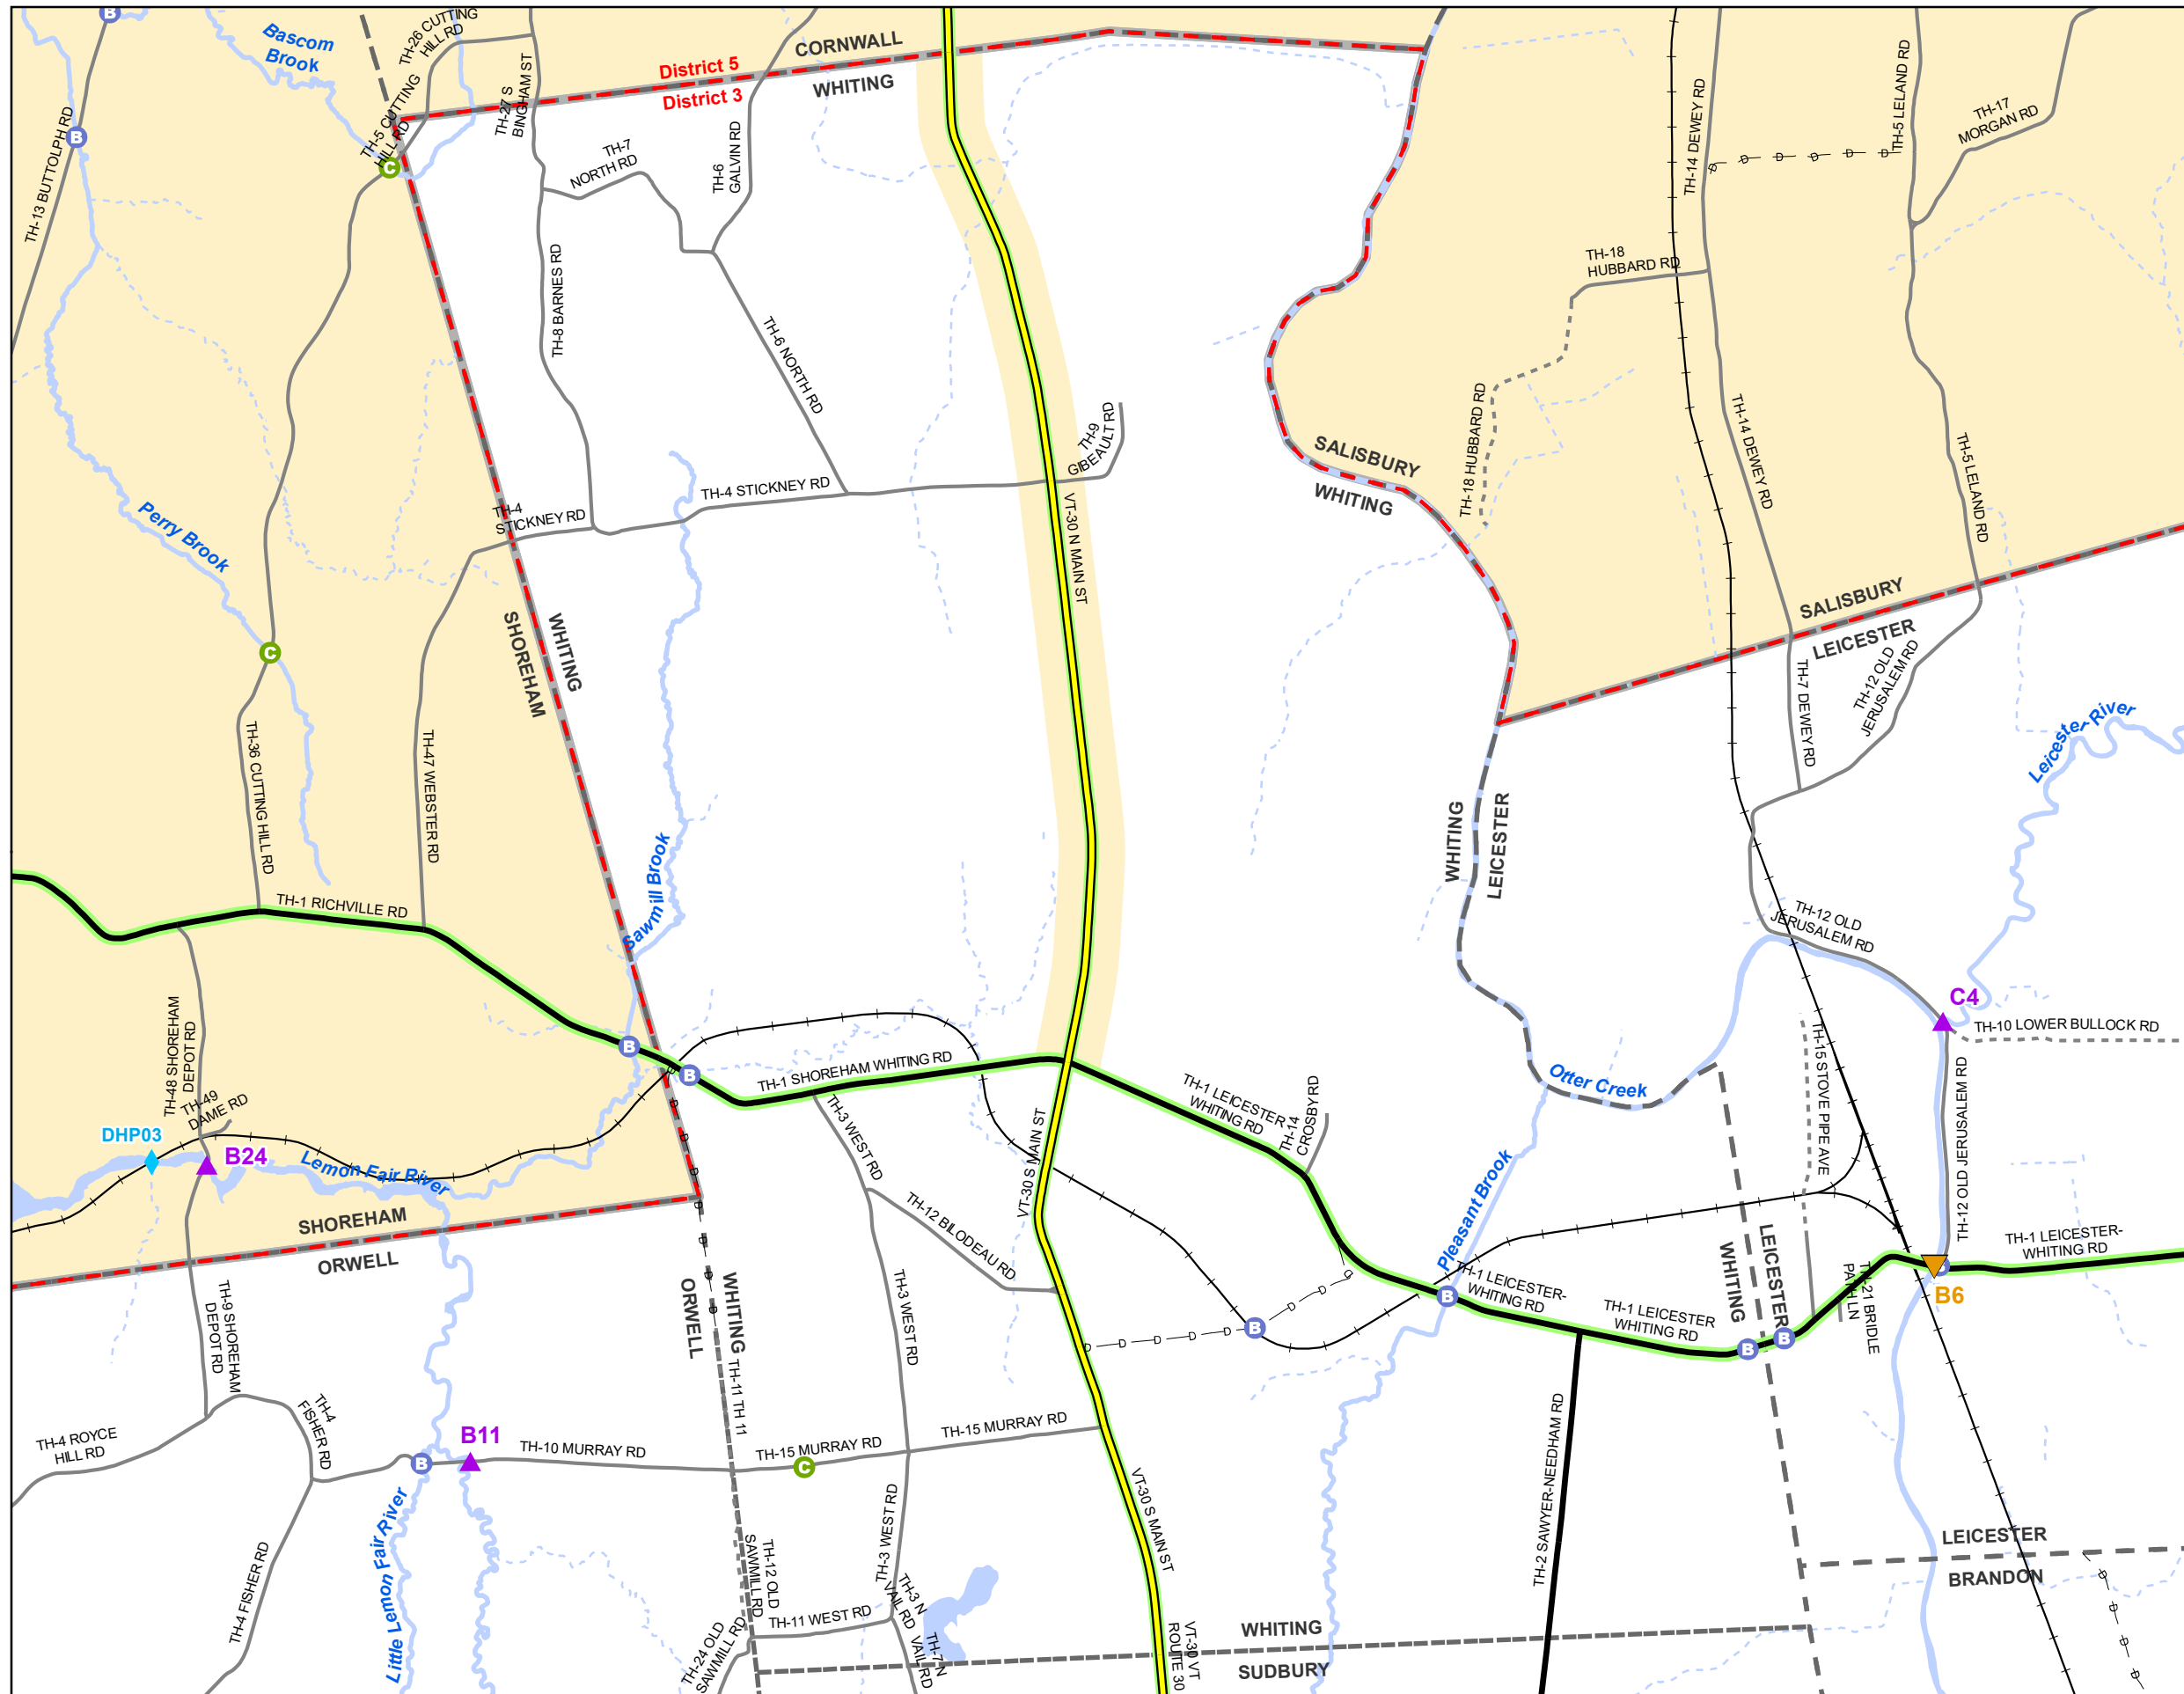 B
TH-26 CUTTING
HILL RD
Bascom
Brook
CORNWALL
District 5
WHITING
District 3
TH-27 S
BINGHAM ST
TH-5 CUTTING
HILL RD
C
TH-13 BUTTOLPH RD
B
TH-7
NORTH RD
TH-6
GALVIN RD
TH-14 DEWEY RD
TH-5 LELAND RD
TH-17
MORGAN RD
D D D D D
TH-18
HUBBARD RD
TH-8 BARNES RD
TH-6 NORTH RD
TH-9
GIBEAULT RD
TH-18 HUBBARD RD
TH-14 DEWEY RD
TH-5 LELAND RD
SALISBURY
WHITING
TH-4 STICKNEY RD
TH-4
STICKNEY RD
VT-30 N MAIN ST
Perry Brook
C
SHOREHAM
WHITING
SALISBURY
LEICESTER
TH-7 DEWEY RD
TH-12 OLD
JERUSALEM RD
Leicester River
TH-36 CUTTING HILL RD
TH-47 WEBSTER RD
WHITING
LEICESTER
Sawmill Brook
TH-1 RICHVILLE RD
TH-12 OLD
JERUSALEM RD
C4
TH-10 LOWER BULLOCK RD
TH-15 STOVE PIPE AVE
TH-12 OLD JERUSALEM RD
B
B
TH-1 SHOREHAM WHITING RD
TH-48 SHOREHAM
DEPOT RD
TH-49
DAME RD
DHP03
B24
Lemon Fair River
TH-3 WEST RD
TH-1 LEICESTER
WHITING RD
TH-14
CROSBY RD
Otter Creek
Pleasant Brook
VT-30 S MAIN ST
TH-12 BILODEAU RD
D D D D D D
SHOREHAM
ORWELL
ORWELL
WHITING
TH-11 TH 11
TH-9 SHOREHAM
DEPOT RD
TH-3 WEST RD
D D D D D
B
D D D
B
TH-1 LEICESTER-
WHITING RD
TH-1 LEICESTER
WHITING RD
WHITING
LEICESTER
B
B
TH-21 BRIDLE
PATH LN
B6
TH-1 LEICESTER-
WHITING RD
TH-4 ROYCE
HILL RD
TH-4
FISHER RD
B
B11
TH-10 MURRAY RD
TH-15 MURRAY RD
C
TH-15 MURRAY RD
VT-30 S MAIN ST
TH-2 SAWYER-NEEDHAM RD
Little Lemon Fair River
TH-4 FISHER RD
TH-12 OLD
SAWMILL RD
TH-24 OLD
SAWMILL RD
TH-11 WEST RD
TH-3 WEST RD
TH-3 N
VAIL RD
TH-7 N
VAIL RD
VT-30 VT
ROUTE 30
WHITING
SUDBURY
LEICESTER
BRANDON
D D D D